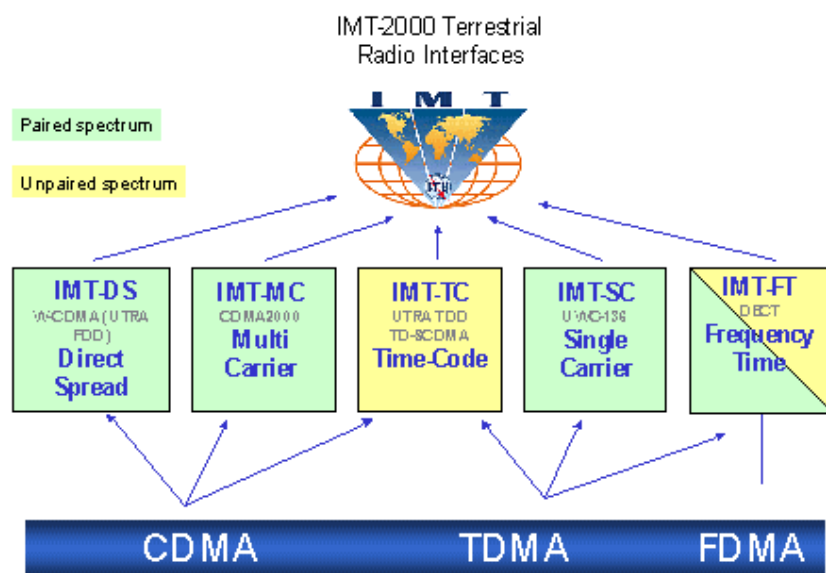 IMT-2000 Terrestrial
Radio Interfaces
I M T
Paired spectrum
Unpaired spectrum
IMT-DS
W-CDMA (UTRA
FDD)
Direct
Spread
IMT-MC
CDMA2000
Multi
Carrier
IMT-TC
UTRA TDD
TD-SCDMA
Time-Code
IMT-SC
UWC-136
Single
Carrier
IMT-FT
DECT
Frequency
Time
CDMA
TDMA
FDMA